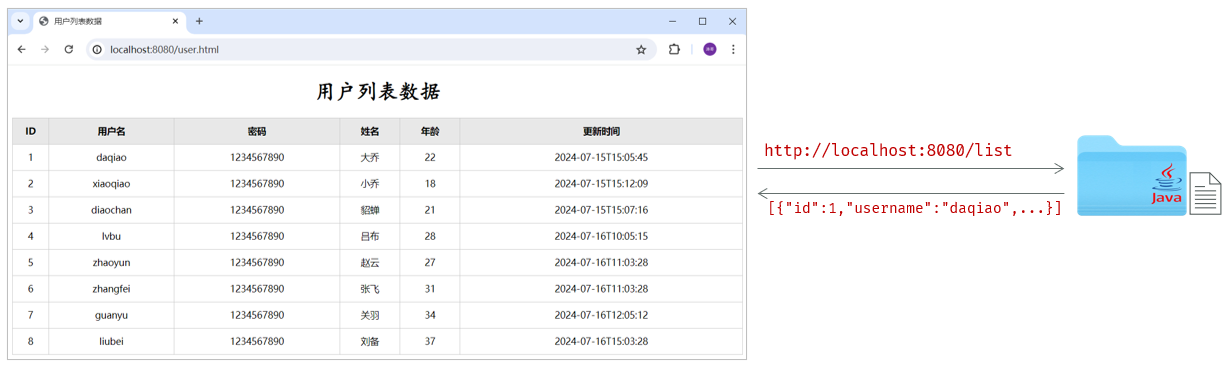 用户列表数据
localhost:8080/user.html
用户列表数据
ID 用户名 密码 姓名 年龄 更新时间
1 daqiao 1234567890 大乔 22 2024-07-15T15:05:45
2 xiaoqiao 1234567890 小乔 18 2024-07-15T15:12:09
3 diaochan 1234567890 貂蝉 21 2024-07-15T15:07:16
4 lvbu 1234567890 吕布 28 2024-07-16T10:05:15
5 zhaoyun 1234567890 赵云 27 2024-07-16T11:03:28
6 zhangfei 1234567890 张飞 31 2024-07-16T11:03:28
7 guanyu 1234567890 关羽 34 2024-07-16T12:05:12
8 liubei 1234567890 刘备 37 2024-07-16T15:03:28
http://localhost:8080/list
[{"id":1,"username":"daqiao",...}]
Java